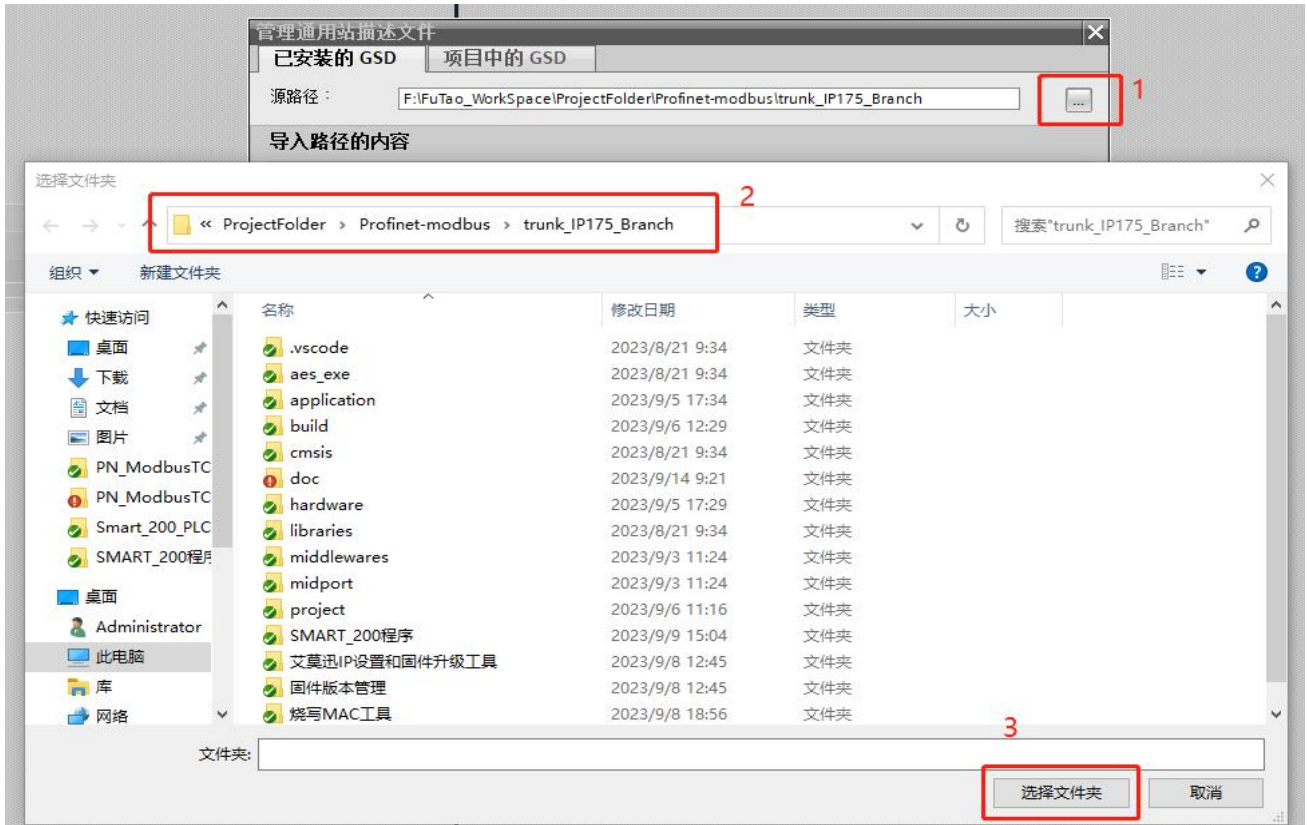 管理通用站描述文件
已安装的 GSD
项目中的 GSD
源路径：
F:\FuTao_WorkSpace\ProjectFolder\Profinet-modbus\trunk_IP175_Branch
...
1
导入路径的内容
选择文件夹
2
« ProjectFolder > Profinet-modbus > trunk_IP175_Branch
搜索"trunk_IP175_Branch"
组织
新建文件夹
名称 修改日期 类型 大小
快速访问
桌面
下载
文档
图片
PN_ModbusTC
PN_ModbusTC
Smart_200_PLC
SMART_200程序
桌面
Administrator
此电脑
库
网络
.vscode 2023/8/21 9:34 文件夹
aes_exe 2023/8/21 9:34 文件夹
application 2023/9/5 17:34 文件夹
build 2023/9/6 12:29 文件夹
cmsis 2023/8/21 9:34 文件夹
doc 2023/9/14 9:21 文件夹
hardware 2023/9/5 17:29 文件夹
libraries 2023/8/21 9:34 文件夹
middlewares 2023/9/3 11:24 文件夹
midport 2023/9/3 11:24 文件夹
project 2023/9/6 11:16 文件夹
SMART_200程序 2023/9/9 15:04 文件夹
艾莫迅IP设置和固件升级工具 2023/9/8 12:45 文件夹
固件版本管理 2023/9/8 12:45 文件夹
烧写MAC工具 2023/9/8 18:56 文件夹
文件夹:
3
选择文件夹
取消